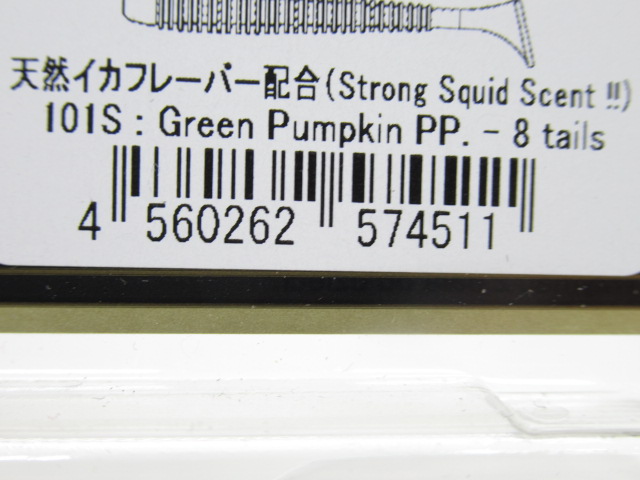 天然イカフレーバー配合(Strong Squid Scent !!)
101S : Green Pumpkin PP. - 8 tails
4 560262 574511